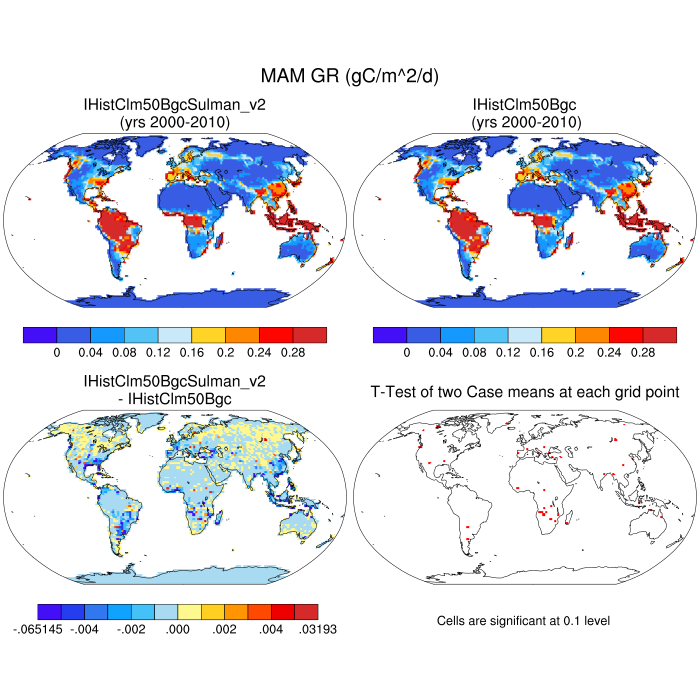 MAM GR (gC/m^2/d)
IHistClm50BgcSulman_v2
(yrs 2000-2010)
IHistClm50Bgc
(yrs 2000-2010)
0 0.04 0.08 0.12 0.16 0.2 0.24 0.28
0 0.04 0.08 0.12 0.16 0.2 0.24 0.28
IHistClm50BgcSulman_v2
- IHistClm50Bgc
T-Test of two Case means at each grid point
-.065145 -.004 -.002 .000 .002 .004 .03193
Cells are significant at 0.1 level